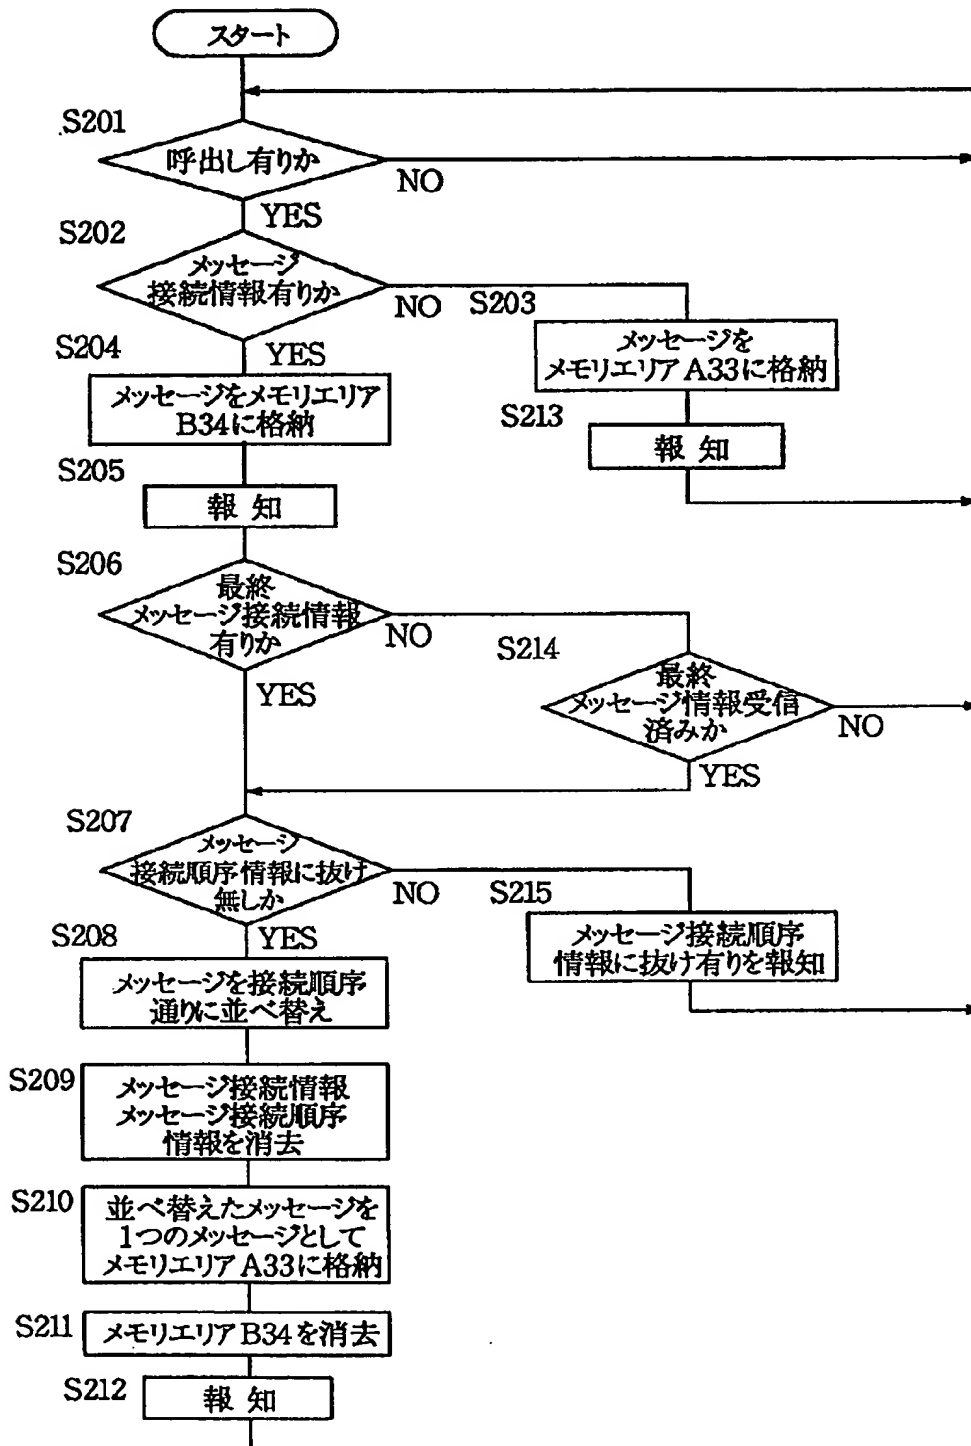 スタート
S201
呼出し有りか
NO
YES
S202
メッセージ
接続情報有りか
NO
YES
S203
メッセージを
メモリエリアA33に格納
S204
メッセージをメモリエリア
B34に格納
S213
報知
S205
報知
S206
最終
メッセージ接続情報
有りか
NO
YES
S214
最終
メッセージ情報受信
済みか
NO
YES
S207
メッセージ
接続順序情報に抜け
無しか
NO
YES
S215
メッセージ接続順序
情報に抜け有りを報知
S208
メッセージを接続順序
通りに並べ替え
S209
メッセージ接続情報
メッセージ接続順序
情報を消去
S210
並べ替えたメッセージを
1つのメッセージとして
メモリエリアA33に格納
S211
メモリエリアB34を消去
S212
報知